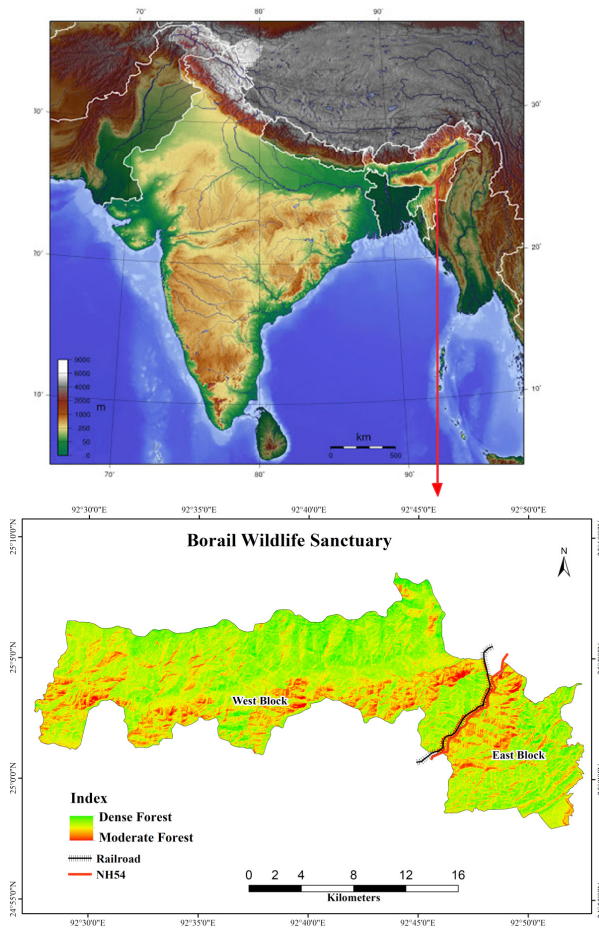 70° 80° 90°
30° 30°
20° 20°
10° 10°
9000
6000
4000
2000
1000
500
250
50
0
m
km
0 500
70° 80° 90°
92°30'0"E 92°35'0"E 92°40'0"E 92°45'0"E 92°50'0"E
25°10'0"N
Borail Wildlife Sanctuary
N
25°5'0"N
West Block
East Block
25°0'0"N
Index
Dense Forest
Moderate Forest
Railroad
NH54
0 2 4 8 12 16
Kilometers
24°55'0"N
92°30'0"E 92°35'0"E 92°40'0"E 92°45'0"E 92°50'0"E